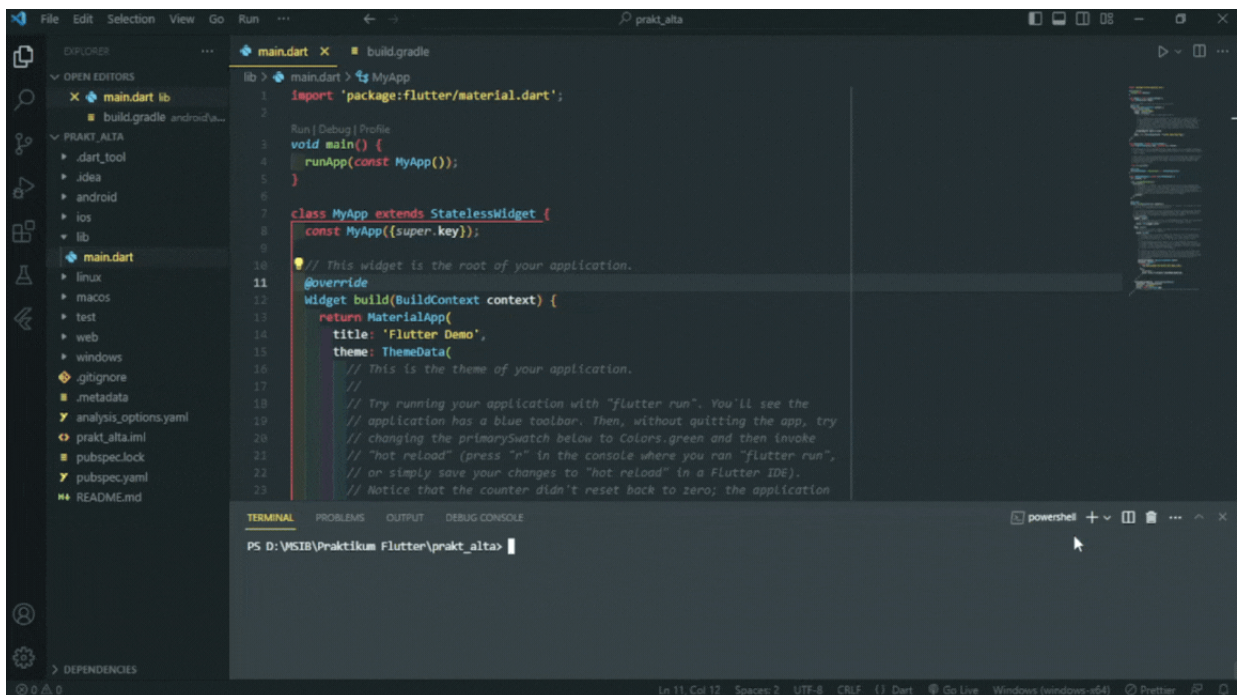 File Edit Selection View Go Run ··· prakt_alta
EXPLORER ···
OPEN EDITORS
main.dart lib
build.gradle android\a...
PRAKT_ALTA
.dart_tool
.idea
android
ios
lib
main.dart
linux
macos
test
web
windows
.gitignore
.metadata
analysis_options.yaml
prakt_alta.iml
pubspec.lock
pubspec.yaml
README.md
DEPENDENCIES
main.dart build.gradle
lib > main.dart > MyApp
1 import 'package:flutter/material.dart';
2
Run | Debug | Profile
3 void main() {
4 runApp(const MyApp());
5 }
6
7 class MyApp extends StatelessWidget {
8 const MyApp({super.key});
9
10 // This widget is the root of your application.
11 @override
12 Widget build(BuildContext context) {
13 return MaterialApp(
14 title: 'Flutter Demo',
15 theme: ThemeData(
16 // This is the theme of your application.
17 //
18 // Try running your application with "flutter run". You'll see the
19 // application has a blue toolbar. Then, without quitting the app, try
20 // changing the primarySwatch below to Colors.green and then invoke
21 // "hot reload" (press "r" in the console where you ran "flutter run",
22 // or simply save your changes to "hot reload" in a Flutter IDE).
23 // Notice that the counter didn't reset back to zero; the application
TERMINAL PROBLEMS OUTPUT DEBUG CONSOLE powershell
PS D:\MSIB\Praktikum Flutter\prakt_alta>
0 0 Ln 11, Col 12 Spaces: 2 UTF-8 CRLF {} Dart Go Live Windows (windows-x64) Prettier